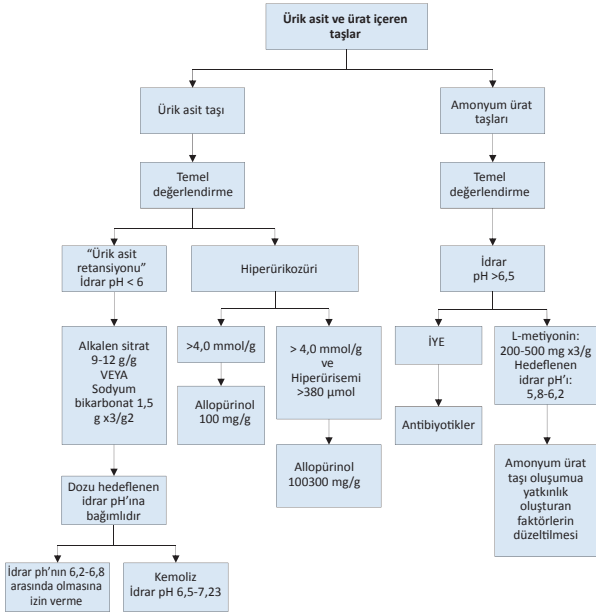 Ürik asit ve ürat içeren
taşlar
Ürik asit taşı
Amonyum ürat
taşları
Temel
değerlendirme
Temel
değerlendirme
“Ürik asit
retansiyonu”
İdrar pH < 6
Hiperürikozüri
İdrar
pH >6,5
Alkalen sitrat
9-12 g/g
VEYA
Sodyum
bikarbonat 1,5
g x3/g2
>4,0 mmol/g
> 4,0 mmol/g
ve
Hiperürisemi
>380 µmol
İYE
L-metiyonin:
200-500 mg x3/g
Hedeflenen
idrar pH’ı:
5,8-6,2
Allopürinol
100 mg/g
Antibiyotikler
Allopürinol
100300 mg/g
Amonyum ürat
taşı oluşumua
yatkınlık
oluşturan
faktörlerin
düzeltilmesi
Dozu hedeflenen
idrar pH’ına
bağımlıdır
İdrar ph’nın 6,2-6,8
arasında olmasına
izin verme
Kemoliz
İdrar pH 6,5-7,23